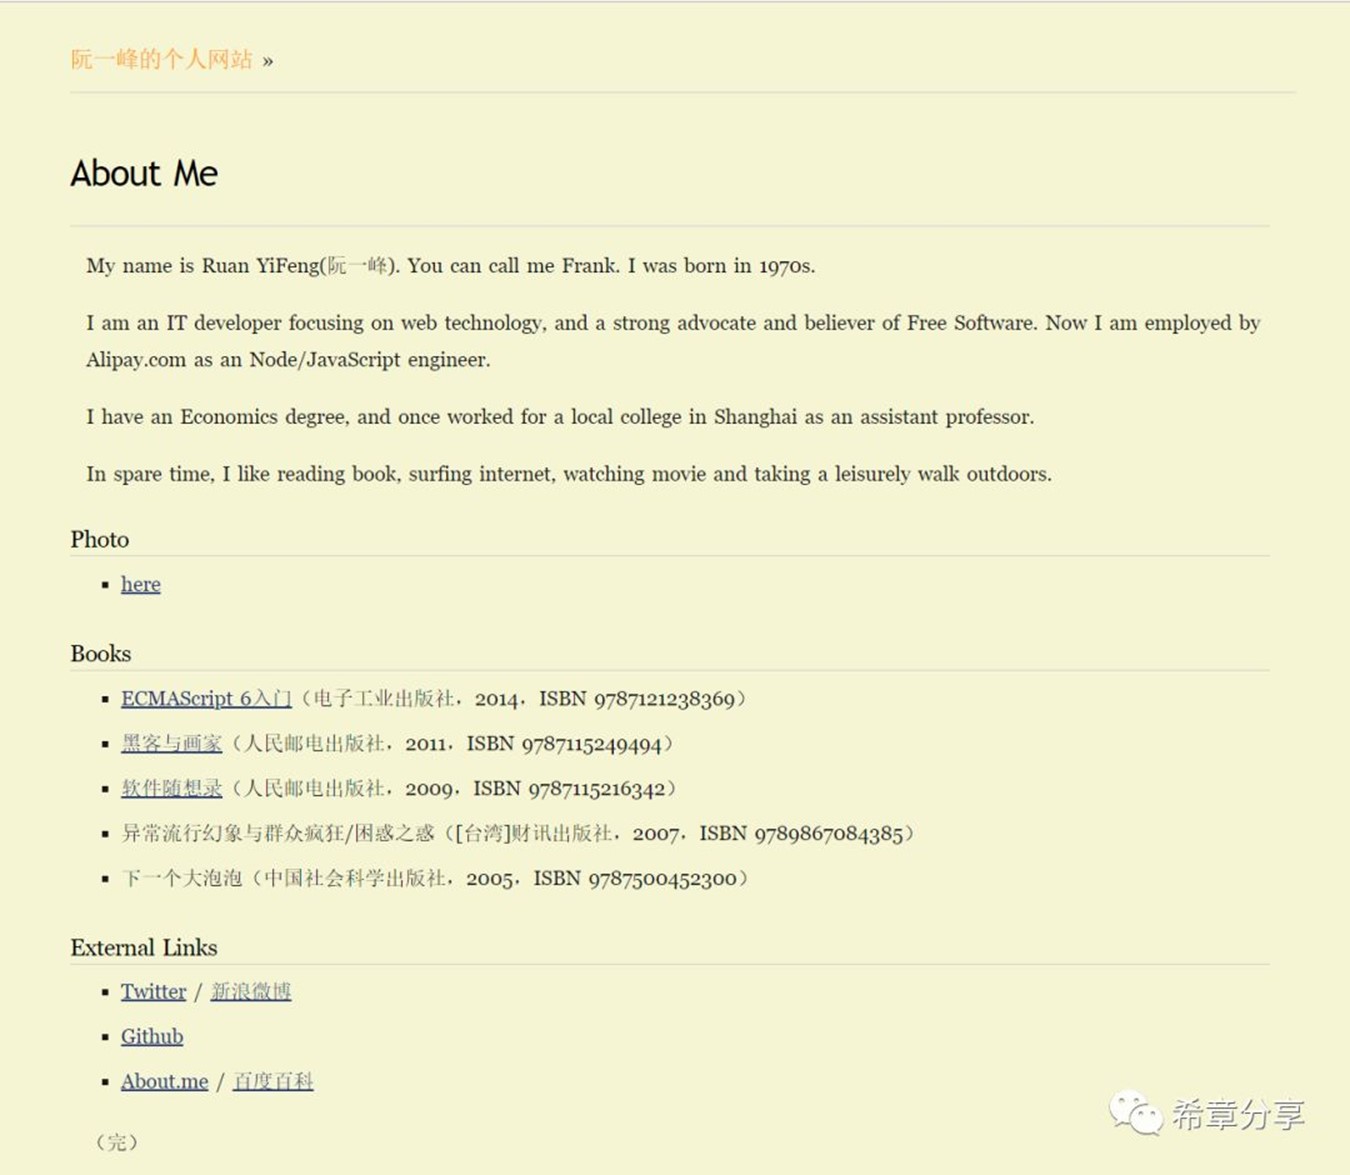 阮一峰的个人网站 »
About Me
My name is Ruan YiFeng(阮一峰). You can call me Frank. I was born in 1970s.
I am an IT developer focusing on web technology, and a strong advocate and believer of Free Software. Now I am employed by
Alipay.com as an Node/JavaScript engineer.
I have an Economics degree, and once worked for a local college in Shanghai as an assistant professor.
In spare time, I like reading book, surfing internet, watching movie and taking a leisurely walk outdoors.
Photo
▪ here
Books
▪ ECMAScript 6入门（电子工业出版社，2014，ISBN 9787121238369）
▪ 黑客与画家（人民邮电出版社，2011，ISBN 9787115249494）
▪ 软件随想录（人民邮电出版社，2009，ISBN 9787115216342）
▪ 异常流行幻象与群众疯狂/困惑之惑（[台湾]财讯出版社，2007，ISBN 9789867084385）
▪ 下一个大泡泡（中国社会科学出版社，2005，ISBN 9787500452300）
External Links
▪ Twitter / 新浪微博
▪ Github
▪ About.me / 百度百科
（完）
希章分享